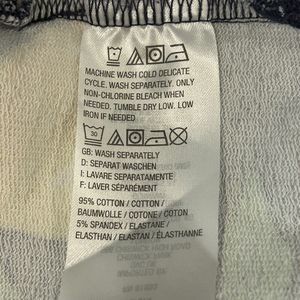 MACHINE WASH COLD DELICATE
CYCLE. WASH SEPARATELY. ONLY
NON-CHLORINE BLEACH WHEN
NEEDED. TUMBLE DRY LOW. LOW
IRON IF NEEDED
30
GB: WASH SEPARATELY
D: SEPARAT WASCHEN
I: LAVARE SEPARATAMENTE
F: LAVER SÉPARÉMENT
95% COTTON / COTTON /
BAUMWOLLE / COTONE / COTON
5% SPANDEX / ELASTANE /
ELASTHAN / ELASTAN / ÉLASTHANNE